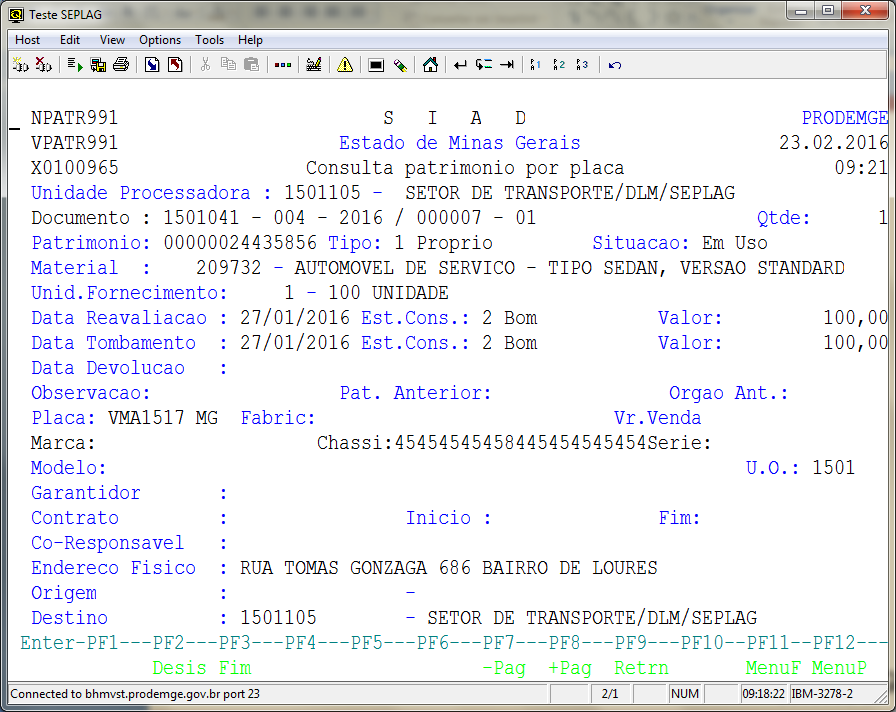 Teste SEPLAG
Host Edit View Options Tools Help
NPATR991 S I A D PRODEMGE
VPATR991 Estado de Minas Gerais 23.02.2016
X0100965 Consulta patrimonio por placa 09:21
Unidade Processadora : 1501105 - SETOR DE TRANSPORTE/DLM/SEPLAG
Documento : 1501041 - 004 - 2016 / 000007 - 01 Qtde: 1
Patrimonio: 00000024435856 Tipo: 1 Proprio Situacao: Em Uso
Material : 209732 - AUTOMOVEL DE SERVICO - TIPO SEDAN, VERSAO STANDARD
Unid.Fornecimento: 1 - 100 UNIDADE
Data Reavaliacao : 27/01/2016 Est.Cons.: 2 Bom Valor: 100,00
Data Tombamento : 27/01/2016 Est.Cons.: 2 Bom Valor: 100,00
Data Devolucao :
Observacao: Pat. Anterior: Orgao Ant.:
Placa: VMA1517 MG Fabric: Vr.Venda
Marca: Chassi:45454545458445454545454Serie:
Modelo: U.O.: 1501
Garantidor :
Contrato : Inicio : Fim:
Co-Responsavel :
Endereco Fisico : RUA TOMAS GONZAGA 686 BAIRRO DE LOURES
Origem : -
Destino : 1501105 - SETOR DE TRANSPORTE/DLM/SEPLAG
Enter-PF1---PF2---PF3---PF4---PF5---PF6---PF7---PF8---PF9---PF10--PF11--PF12---
Desis Fim -Pag +Pag Retrn MenuF MenuP
Connected to bhmvst.prodemge.gov.br port 23 2/1 NUM 09:18:22 IBM-3278-2